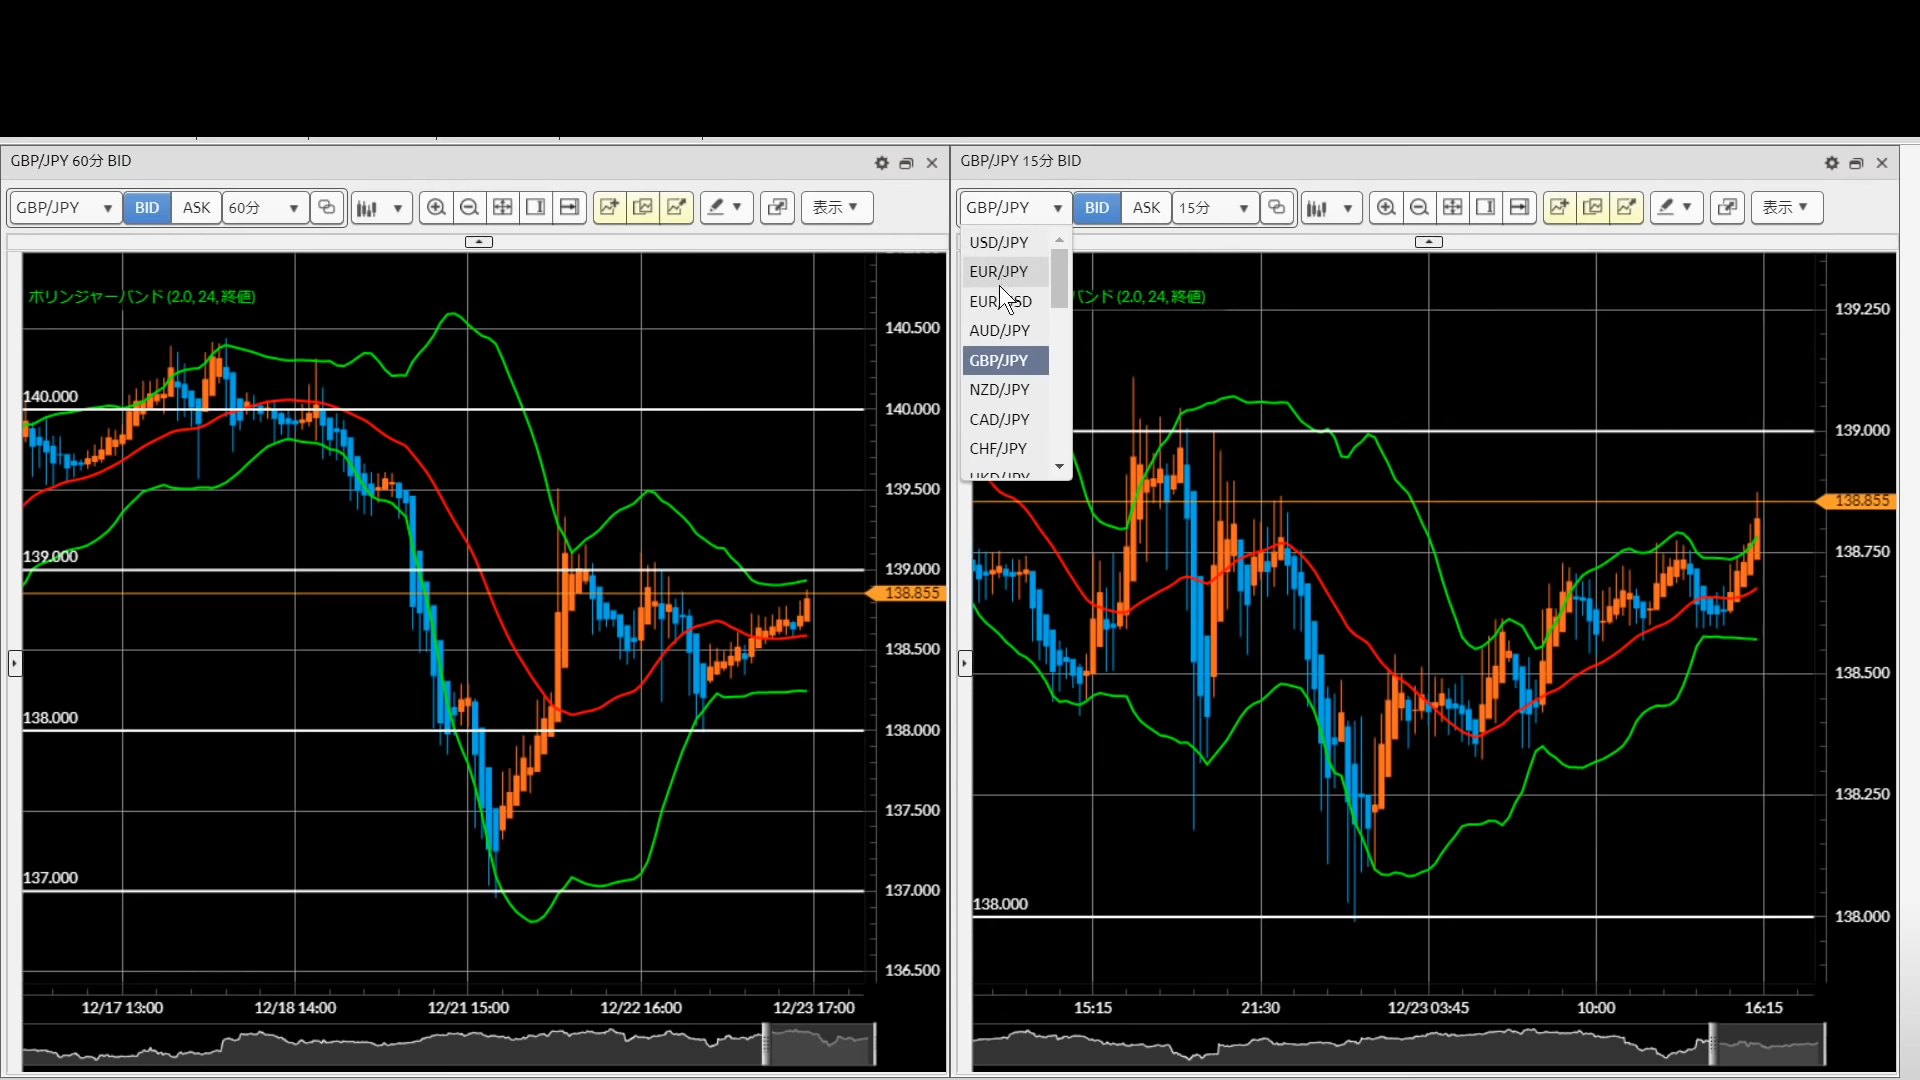 GBP/JPY 60分 BID
GBP/JPY BID ASK 60分 表示
ボリンジャーバンド (2.0, 24, 終値)
140.500
140.000 140.000
139.500
139.000 139.000
138.855
138.500
138.000 138.000
137.500
137.000 137.000
136.500
12/17 13:00 12/18 14:00 12/21 15:00 12/22 16:00 12/23 17:00
GBP/JPY 15分 BID
GBP/JPY BID ASK 15分 表示
USD/JPY
EUR/JPY
AUD/JPY
GBP/JPY
NZD/JPY
CAD/JPY
CHF/JPY
バンド (2.0, 24, 終値)
139.250
139.000
138.855
138.750
138.500
138.250
138.000 138.000
15:15 21:30 12/23 03:45 10:00 16:15